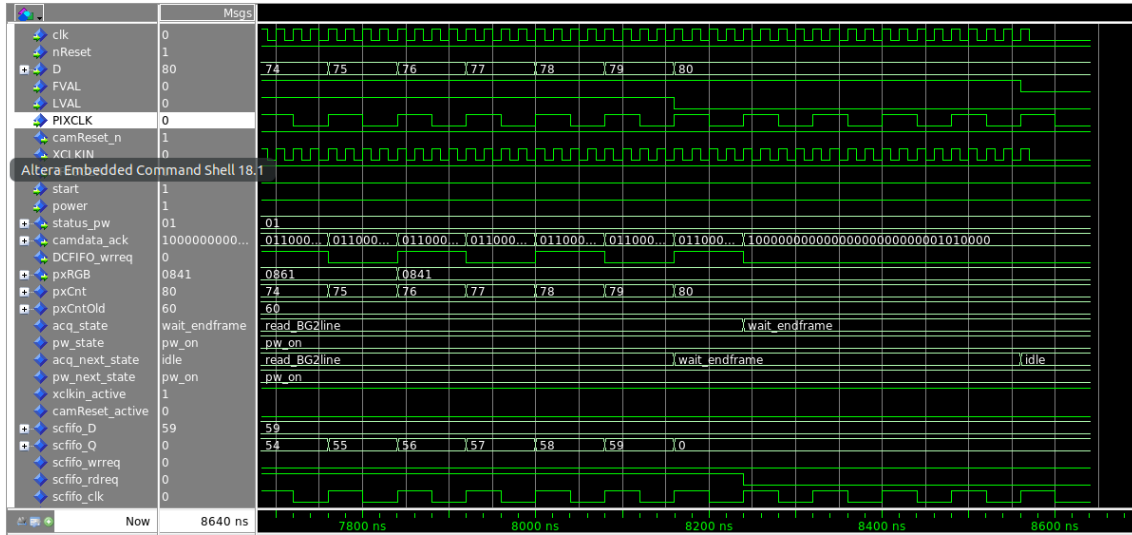 Msgs
clk 0
nReset 1
D 80 74 75 76 77 78 79 80
FVAL 0
LVAL 0
PIXCLK 0
camReset_n 1
XCLKIN 0
Altera Embedded Command Shell 18.1
start 1
power 1
status_pw 01 01
camdata_ack 1000000000... 011000... 011000... 011000... 011000... 011000... 011000... 011000... 10000000000000000000000001010000
DCFIFO_wrreq 0
pxRGB 0841 0861 0841
pxCnt 80 74 75 76 77 78 79 80
pxCntOld 60 60
acq_state wait_endframe read_BG2line wait_endframe
pw_state pw_on pw_on
acq_next_state idle read_BG2line wait_endframe idle
pw_next_state pw_on pw_on
xclkin_active 1
camReset_active 0
scfifo_D 59 59
scfifo_Q 0 54 55 56 57 58 59 0
scfifo_wrreq 0
scfifo_rdreq 0
scfifo_clk 0
Now 8640 ns 7800 ns 8000 ns 8200 ns 8400 ns 8600 ns